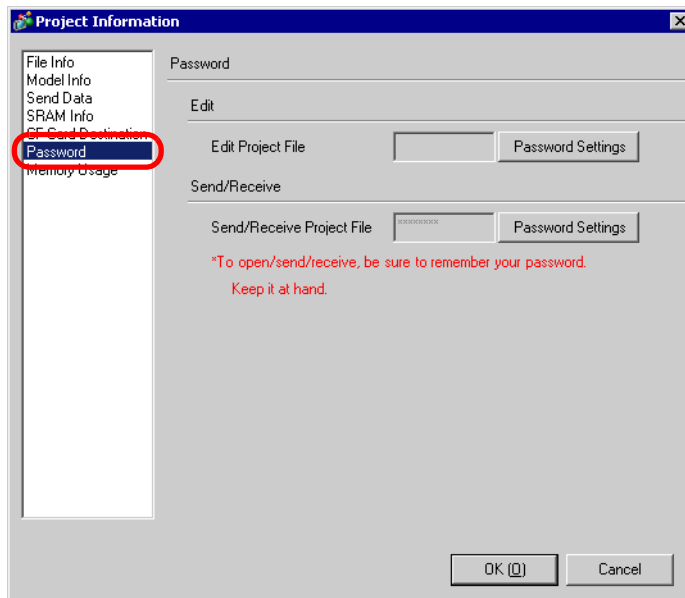 Project Information
File Info
Model Info
Send Data
SRAM Info
CF Card Destination
Password
Memory Usage
Password
Edit
Edit Project File
Password Settings
Send/Receive
Send/Receive Project File
××××××××
Password Settings
*To open/send/receive, be sure to remember your password.
Keep it at hand.
OK (O)
Cancel